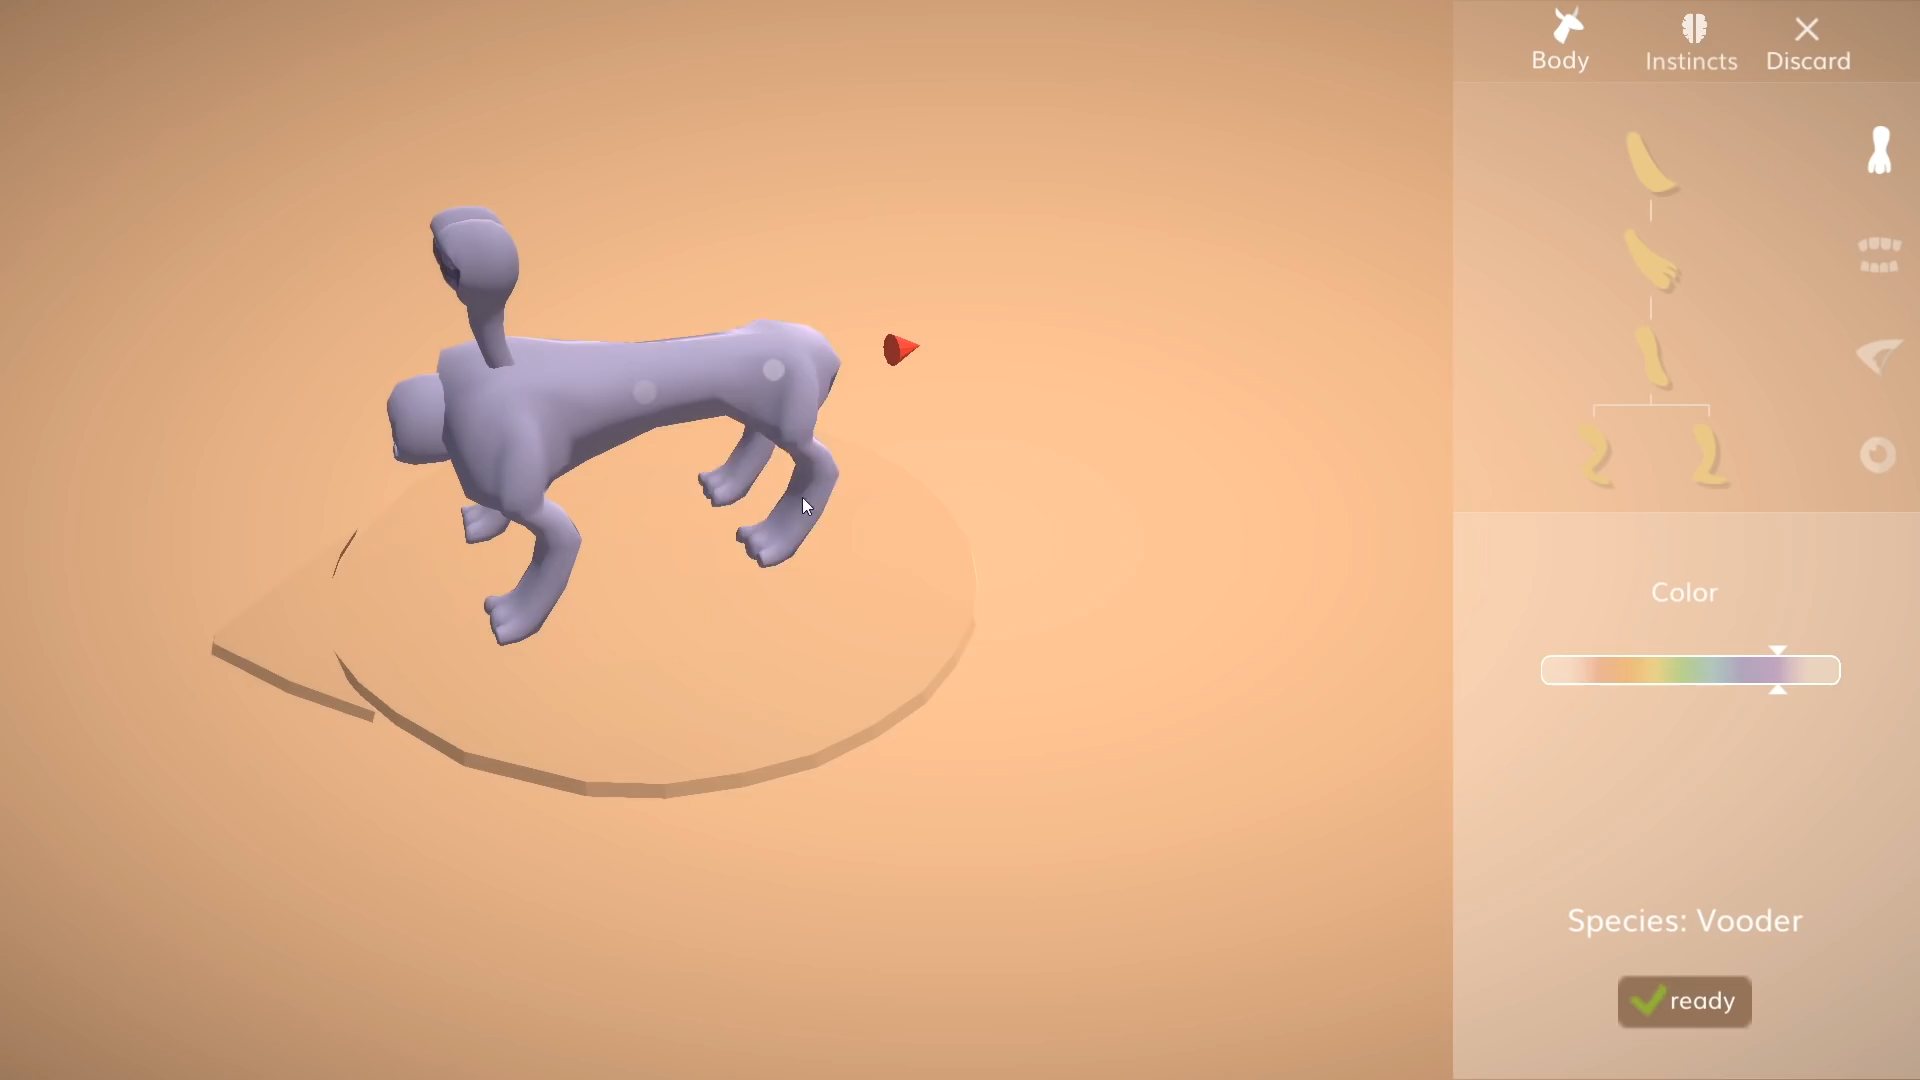 Body
Instincts
Discard
Color
Species: Vooder
ready